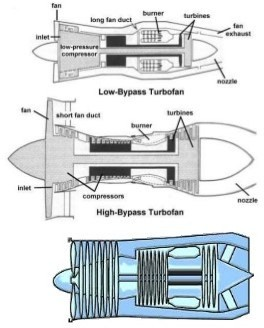 fan
long fan duct
burner
turbines
fan
exhaust
inlet
low-pressure
compressor
nozzle
Low-Bypass Turbofan
fan
short fan duct
burner
turbines
inlet
compressors
nozzle
High-Bypass Turbofan